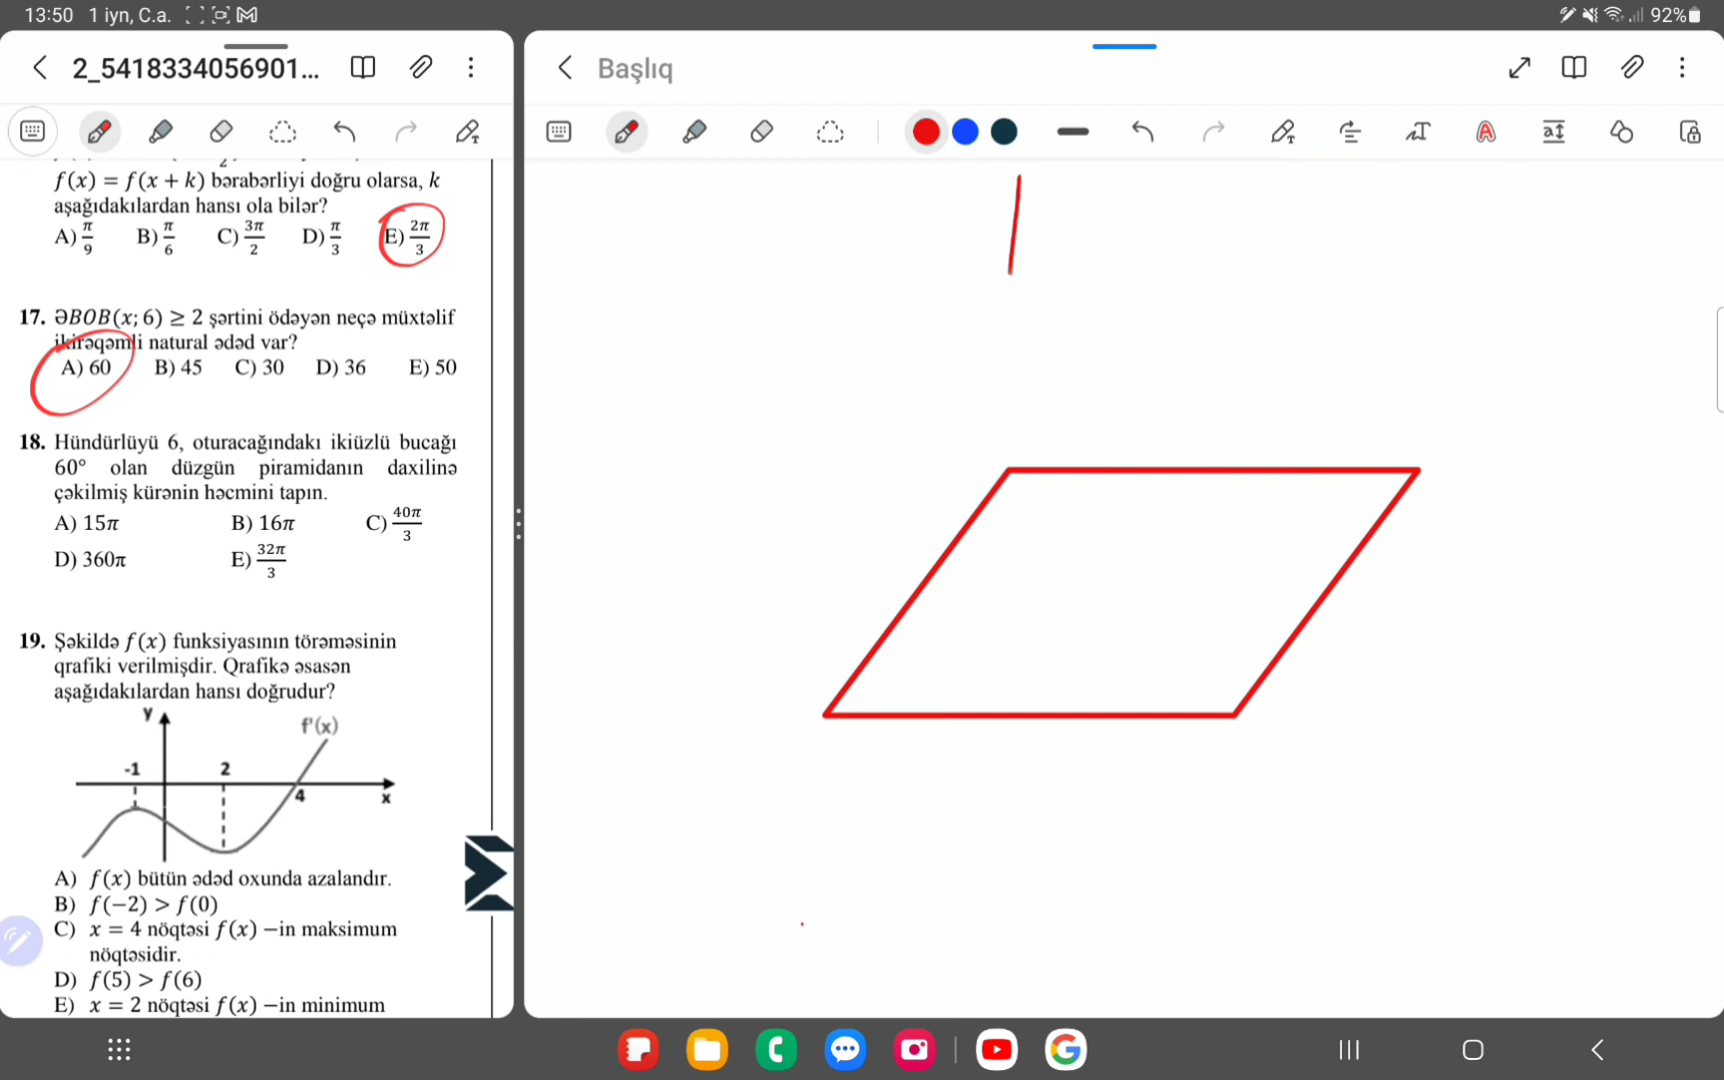 13:50 1 iyn, C.a.
92%
2_5418334056901...
f(x) = f(x + k) bərabərliyi doğru olarsa, k
aşağıdakılardan hansı ola bilər?
A) π/9 B) π/6 C) 3π/2 D) π/3 E) 2π/3
17. ƏBOB(x; 6) ≥ 2 şərtini ödəyən neçə müxtəlif
ikirəqəmli natural ədəd var?
A) 60 B) 45 C) 30 D) 36 E) 50
18. Hündürlüyü 6, oturacağındakı ikiüzlü bucağı
60° olan düzgün piramidanın daxilinə
çəkilmiş kürənin həcmini tapın.
A) 15π B) 16π C) 40π/3
D) 360π E) 32π/3
19. Şəkildə f(x) funksiyasının törəməsinin
qrafiki verilmişdir. Qrafikə əsasən
aşağıdakılardan hansı doğrudur?
y
f'(x)
-1 2
4 x
A) f(x) bütün ədəd oxunda azalandır.
B) f(−2) > f(0)
C) x = 4 nöqtəsi f(x) −in maksimum
nöqtəsidir.
D) f(5) > f(6)
E) x = 2 nöqtəsi f(x) −in minimum
Başlıq